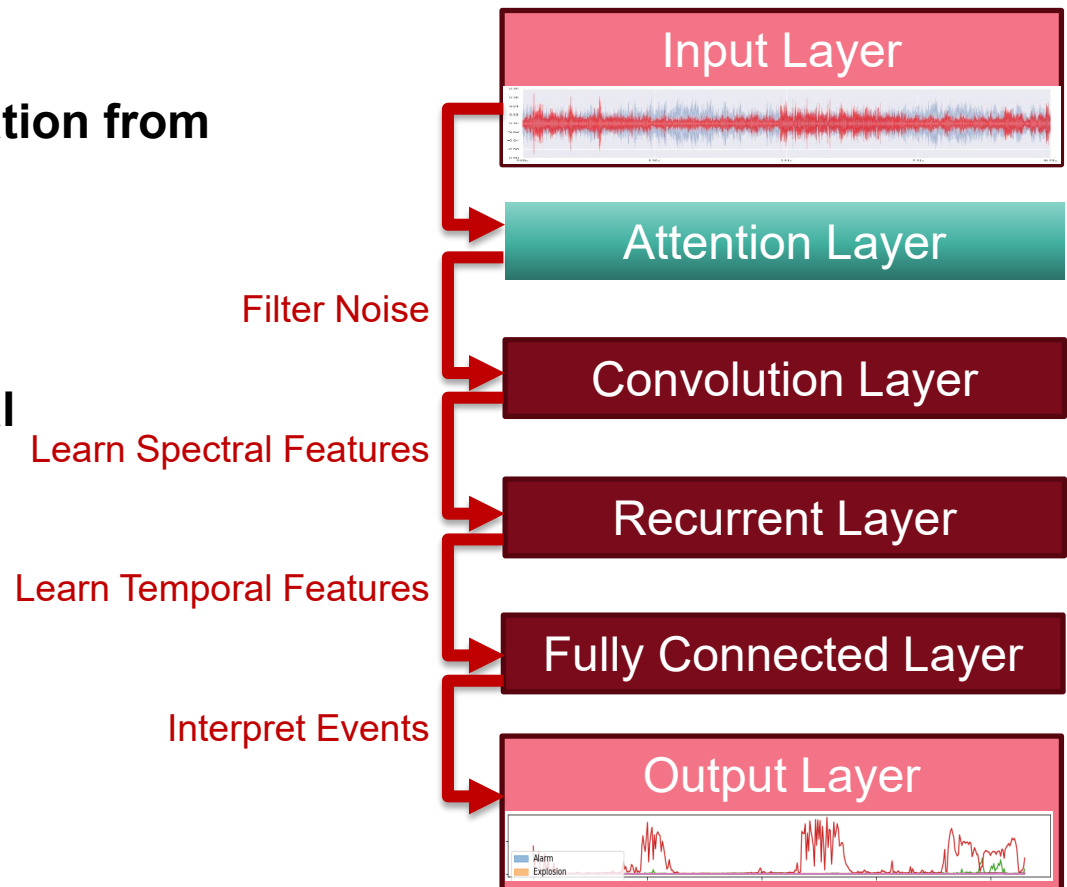 Input Layer
ation from
Attention Layer
Filter Noise
Convolution Layer
Learn Spectral Features
Recurrent Layer
Learn Temporal Features
Fully Connected Layer
Interpret Events
Output Layer
Alarm
Explosion